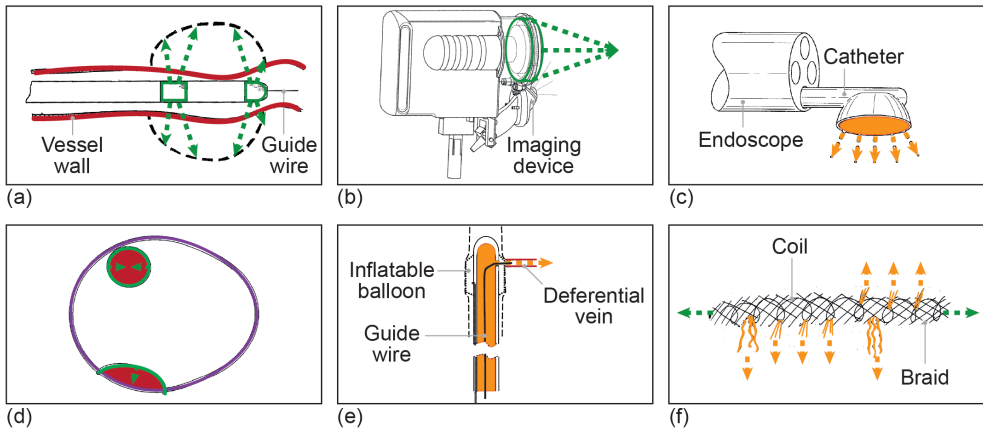 Vessel
wall
Guide
wire
(a)
Imaging
device
(b)
Catheter
Endoscope
(c)
(d)
Inflatable
balloon
Deferential
vein
Guide
wire
(e)
Coil
Braid
(f)